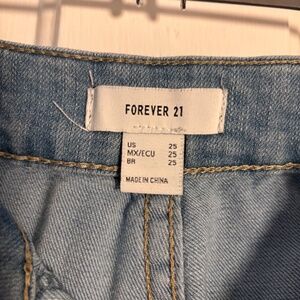 FOREVER 21
US 25
MX/ECU 25
BR 25
MADE IN CHINA